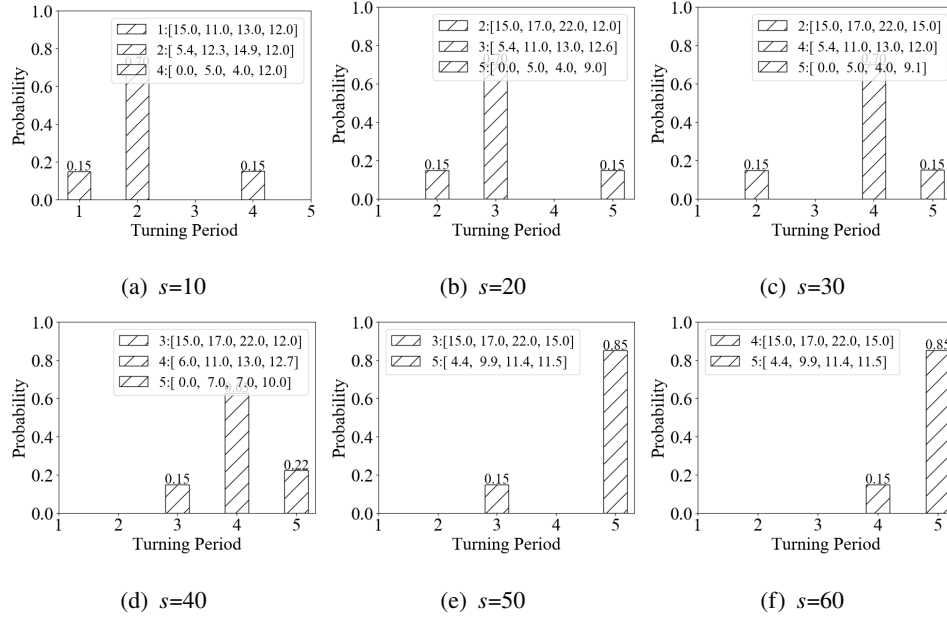 1.0
0.8
0.6
0.4
0.2
0.0
Probability
1:[15.0, 11.0, 13.0, 12.0]
2:[ 5.4, 12.3, 14.9, 12.0]
4:[ 0.0, 5.0, 4.0, 12.0]
0.15
0.70
0.15
1 2 3 4 5
Turning Period
(a) s=10
1.0
0.8
0.6
0.4
0.2
0.0
Probability
2:[15.0, 17.0, 22.0, 12.0]
3:[ 5.4, 11.0, 13.0, 12.6]
5:[ 0.0, 5.0, 4.0, 9.0]
0.15
0.70
0.15
1 2 3 4 5
Turning Period
(b) s=20
1.0
0.8
0.6
0.4
0.2
0.0
Probability
2:[15.0, 17.0, 22.0, 15.0]
4:[ 5.4, 11.0, 13.0, 12.0]
5:[ 0.0, 5.0, 4.0, 9.1]
0.15
0.70
0.15
1 2 3 4 5
Turning Period
(c) s=30
1.0
0.8
0.6
0.4
0.2
0.0
Probability
3:[15.0, 17.0, 22.0, 12.0]
4:[ 6.0, 11.0, 13.0, 12.7]
5:[ 0.0, 7.0, 7.0, 10.0]
0.15
0.22
1 2 3 4 5
Turning Period
(d) s=40
1.0
0.8
0.6
0.4
0.2
0.0
Probability
3:[15.0, 17.0, 22.0, 15.0]
5:[ 4.4, 9.9, 11.4, 11.5]
0.15
0.85
1 2 3 4 5
Turning Period
(e) s=50
1.0
0.8
0.6
0.4
0.2
0.0
Probability
4:[15.0, 17.0, 22.0, 15.0]
5:[ 4.4, 9.9, 11.4, 11.5]
0.15
0.85
1 2 3 4 5
Turning Period
(f) s=60